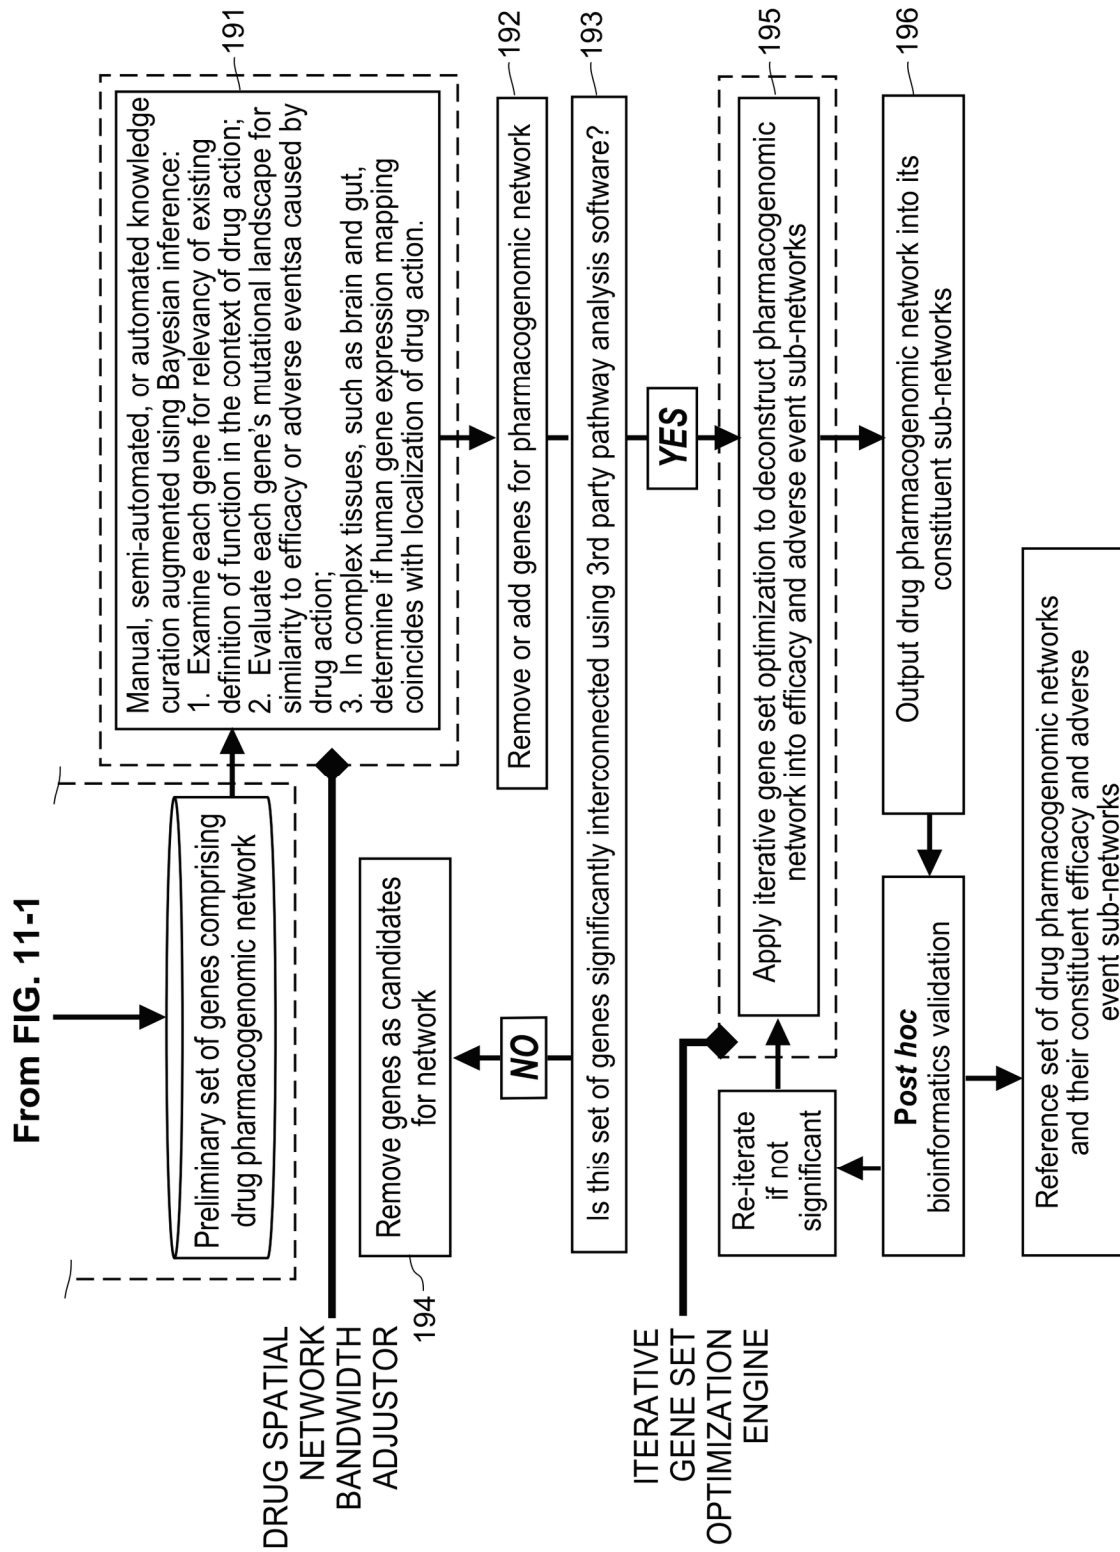 From FIG. 11-1
Preliminary set of genes comprising
drug pharmacogenomic network
Manual, semi-automated, or automated knowledge
curation augmented using Bayesian inference:
1. Examine each gene for relevancy of existing
definition of function in the context of drug action;
2. Evaluate each gene's mutational landscape for
similarity to efficacy or adverse eventsa caused by
drug action;
3. In complex tissues, such as brain and gut,
determine if human gene expression mapping
coincides with localization of drug action.
191
DRUG SPATIAL
NETWORK
BANDWIDTH
ADJUSTOR
Remove genes as candidates
for network
194
Remove or add genes for pharmacogenomic network
192
NO
Is this set of genes significantly interconnected using 3rd party pathway analysis software?
193
YES
ITERATIVE
GENE SET
OPTIMIZATION
ENGINE
Re-iterate
if not
significant
Apply iterative gene set optimization to deconstruct pharmacogenomic
network into efficacy and adverse event sub-networks
195
Post hoc
bioinformatics validation
Output drug pharmacogenomic network into its
constituent sub-networks
196
Reference set of drug pharmacogenomic networks
and their constituent efficacy and adverse
event sub-networks